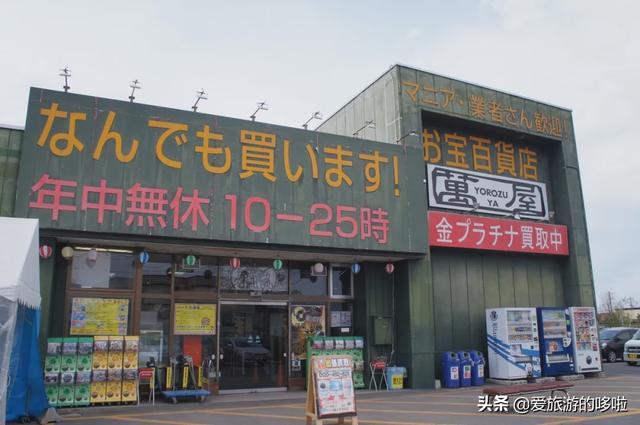 なんでも買います!
年中無休 10-25時
マニア・業者さん歓迎!
お宝百貨店
萬屋
YOROZU
YA
金プラチナ買取中
头条 @爱旅游的哆啦